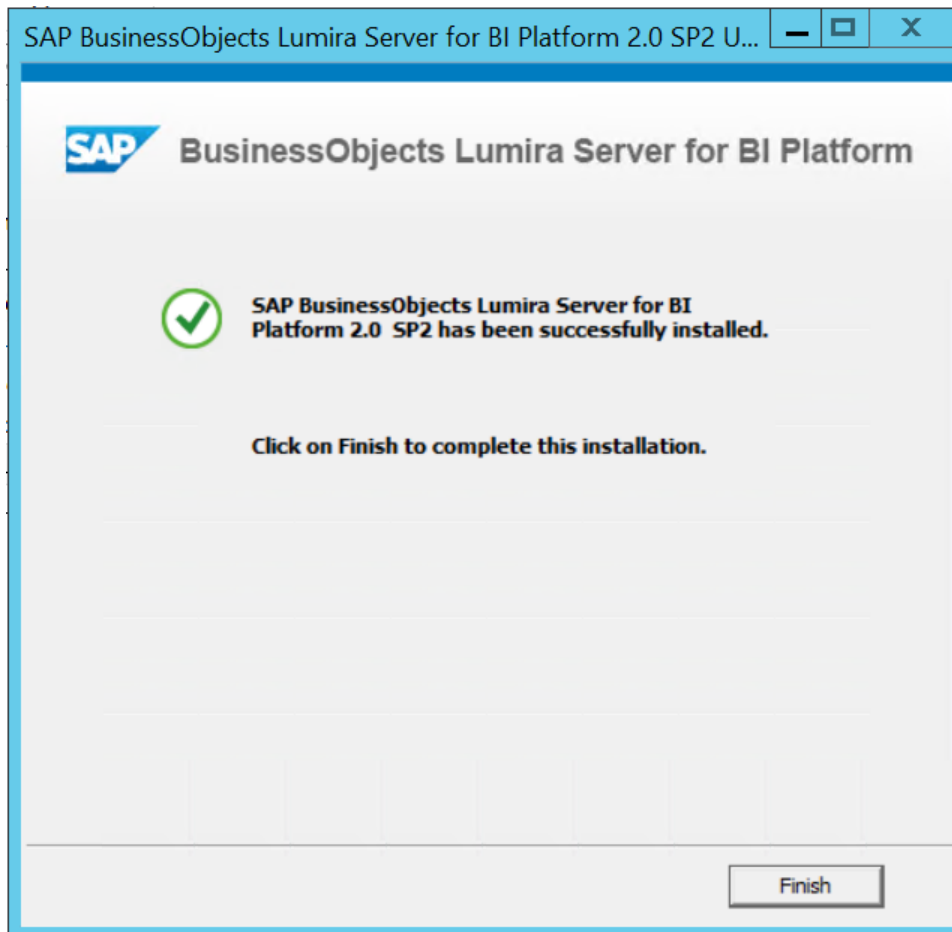 SAP BusinessObjects Lumira Server for BI Platform 2.0 SP2 U...
SAP BusinessObjects Lumira Server for BI Platform
SAP BusinessObjects Lumira Server for BI
Platform 2.0 SP2 has been successfully installed.
Click on Finish to complete this installation.
Finish